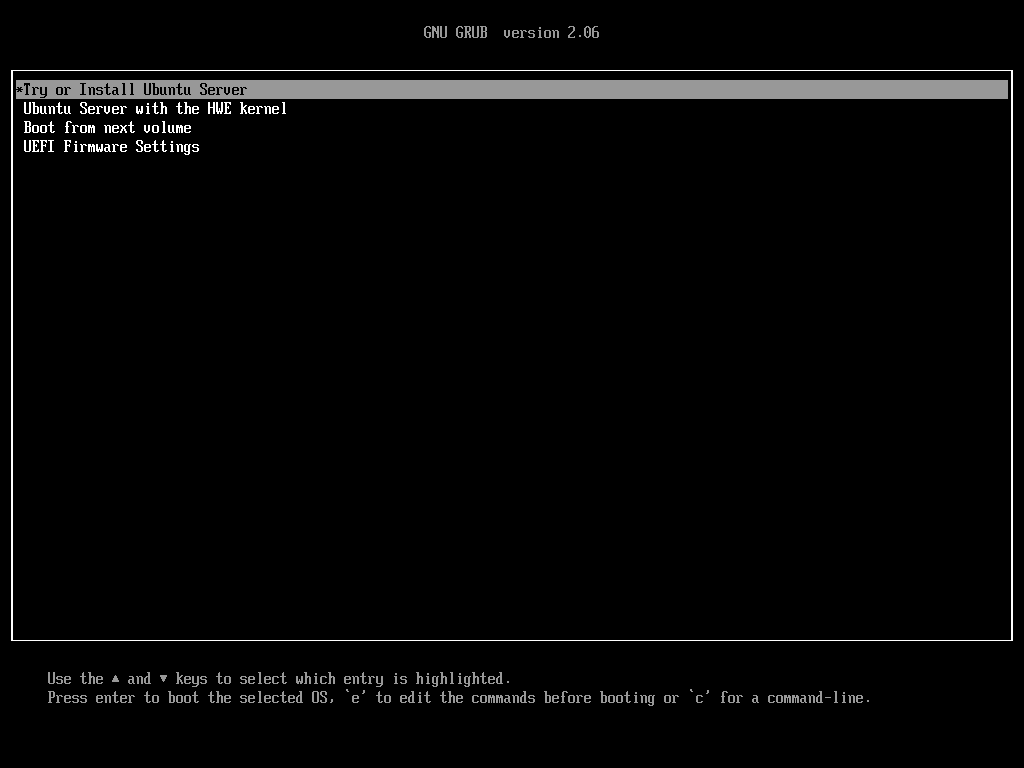 GNU GRUB  version 2.06
*Try or Install Ubuntu Server
Ubuntu Server with the HWE kernel
Boot from next volume
UEFI Firmware Settings
Use the ▲ and ▼ keys to select which entry is highlighted.
Press enter to boot the selected OS, `e' to edit the commands before booting or `c' for a command-line.